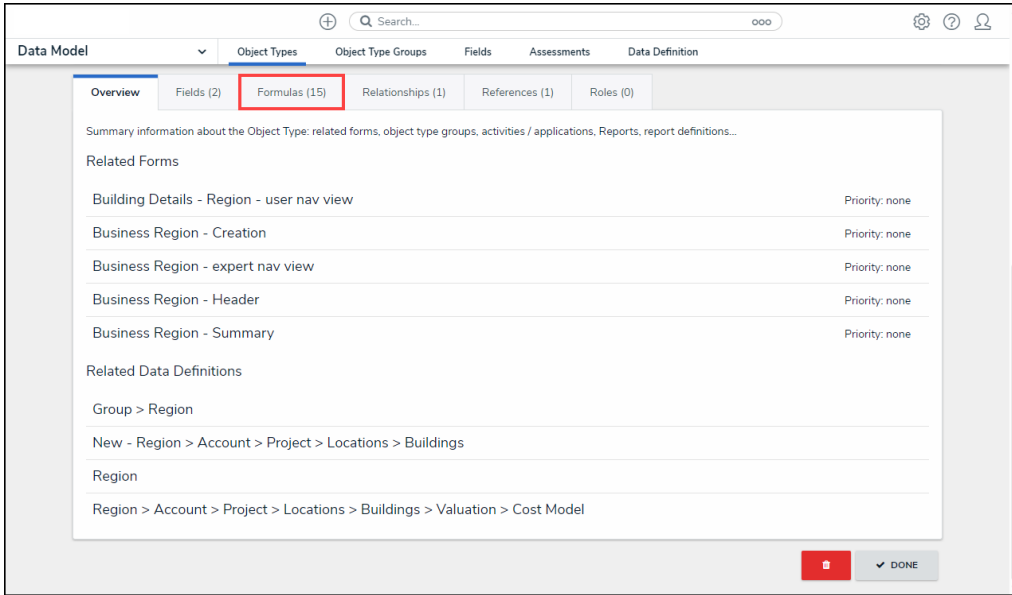 Search...
Data Model
Object Types Object Type Groups Fields Assessments Data Definition
Overview Fields (2) Formulas (15) Relationships (1) References (1) Roles (0)
Summary information about the Object Type: related forms, object type groups, activities / applications, Reports, report definitions...
Related Forms
Building Details - Region - user nav view Priority: none
Business Region - Creation Priority: none
Business Region - expert nav view Priority: none
Business Region - Header Priority: none
Business Region - Summary Priority: none
Related Data Definitions
Group > Region
New - Region > Account > Project > Locations > Buildings
Region
Region > Account > Project > Locations > Buildings > Valuation > Cost Model
DONE